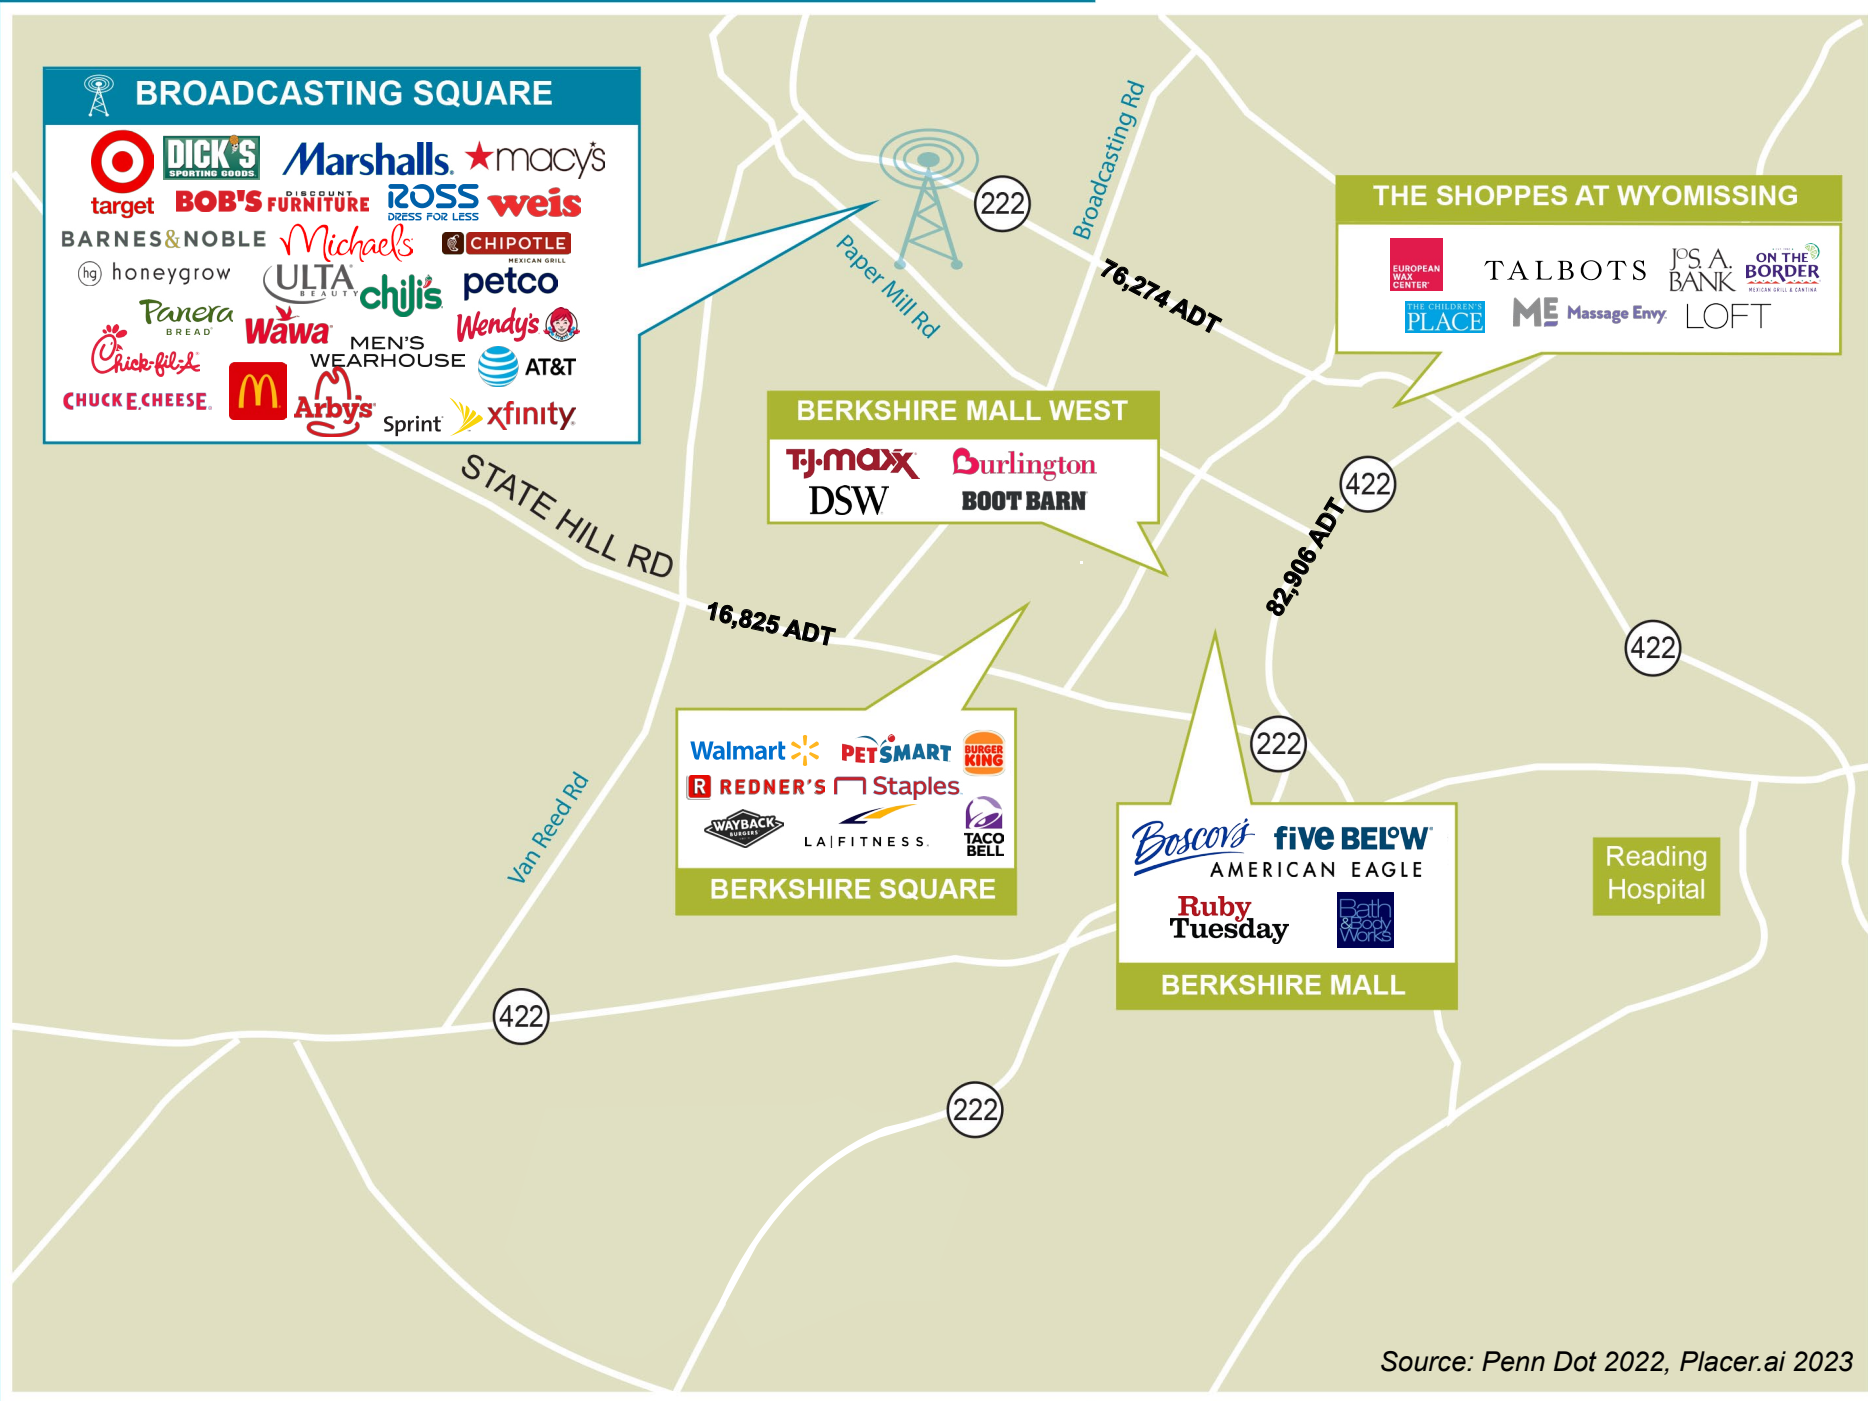 BROADCASTING SQUARE
target
DICK'S
SPORTING GOODS
Marshalls.
macy's
BOB'S DISCOUNT FURNITURE
ROSS
DRESS FOR LESS
weis
BARNES&NOBLE
Michaels
CHIPOTLE
MEXICAN GRILL
hg honeygrow
ULTA
BEAUTY
chili's
petco
Panera
BREAD
Wawa
Wendy's
Chick-fil-A
MEN'S
WEARHOUSE
AT&T
CHUCK E. CHEESE.
Arby's
Sprint
xfinity
222
Broadcasting Rd
Paper Mill Rd
76,274 ADT
THE SHOPPES AT WYOMISSING
EUROPEAN
WAX
CENTER
TALBOTS
JOS. A.
BANK
ON THE
BORDER
MEXICAN GRILL & CANTINA
THE CHILDREN'S
PLACE
ME Massage Envy
LOFT
BERKSHIRE MALL WEST
T·J·maxx
Burlington
DSW
BOOT BARN
422
82,906 ADT
STATE HILL RD
16,825 ADT
422
222
Walmart
PETSMART
BURGER
KING
R REDNER'S
Staples
WAYBACK
BURGERS
LA|FITNESS.
TACO
BELL
BERKSHIRE SQUARE
Van Reed Rd
Boscov's
five BELOW
AMERICAN EAGLE
Ruby
Tuesday
Bath
&Body
Works
BERKSHIRE MALL
Reading
Hospital
422
222
Source: Penn Dot 2022, Placer.ai 2023